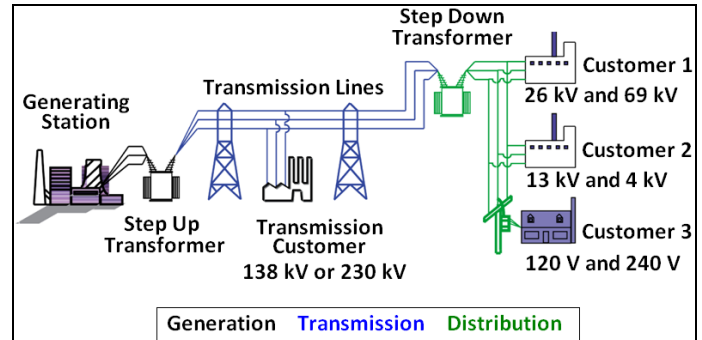 Step Down
Transformer
Customer 1
26 kV and 69 kV
Transmission Lines
Generating
Station
Customer 2
13 kV and 4 kV
Step Up
Transformer
Transmission
Customer
138 kV or 230 kV
Customer 3
120 V and 240 V
Generation Transmission Distribution